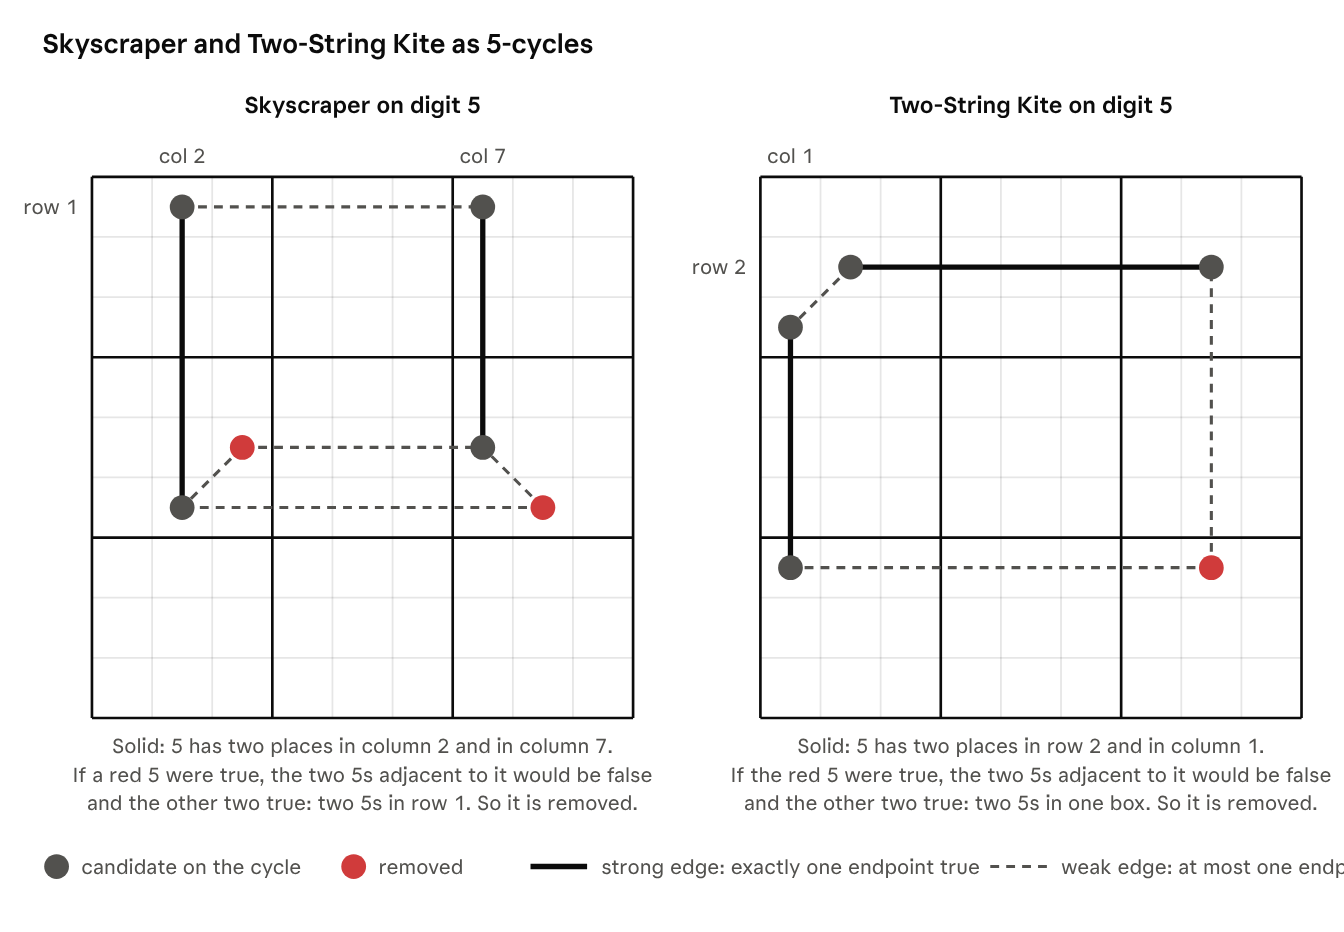 Skyscraper and Two-String Kite as 5-cycles
Skyscraper on digit 5
col 2
col 7
row 1
Solid: 5 has two places in column 2 and in column 7.
If a red 5 were true, the two 5s adjacent to it would be false
and the other two true: two 5s in row 1. So it is removed.
Two-String Kite on digit 5
col 1
row 2
Solid: 5 has two places in row 2 and in column 1.
If the red 5 were true, the two 5s adjacent to it would be false
and the other two true: two 5s in one box. So it is removed.
candidate on the cycle
removed
strong edge: exactly one endpoint true
weak edge: at most one